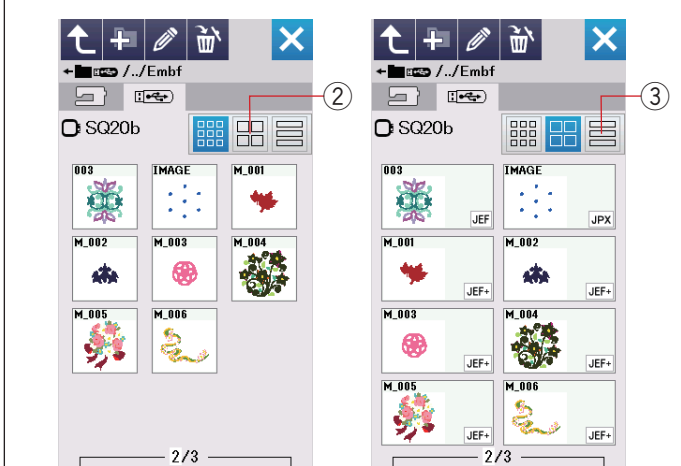 /../Embf
SQ20b
003 IMAGE M_001
M_002 M_003 M_004
M_005 M_006
2/3
②
/../Embf
SQ20b
003 IMAGE
JEF JPX
M_001 M_002
JEF+ JEF+
M_003 M_004
JEF+ JEF+
M_005 M_006
JEF+ JEF+
2/3
③